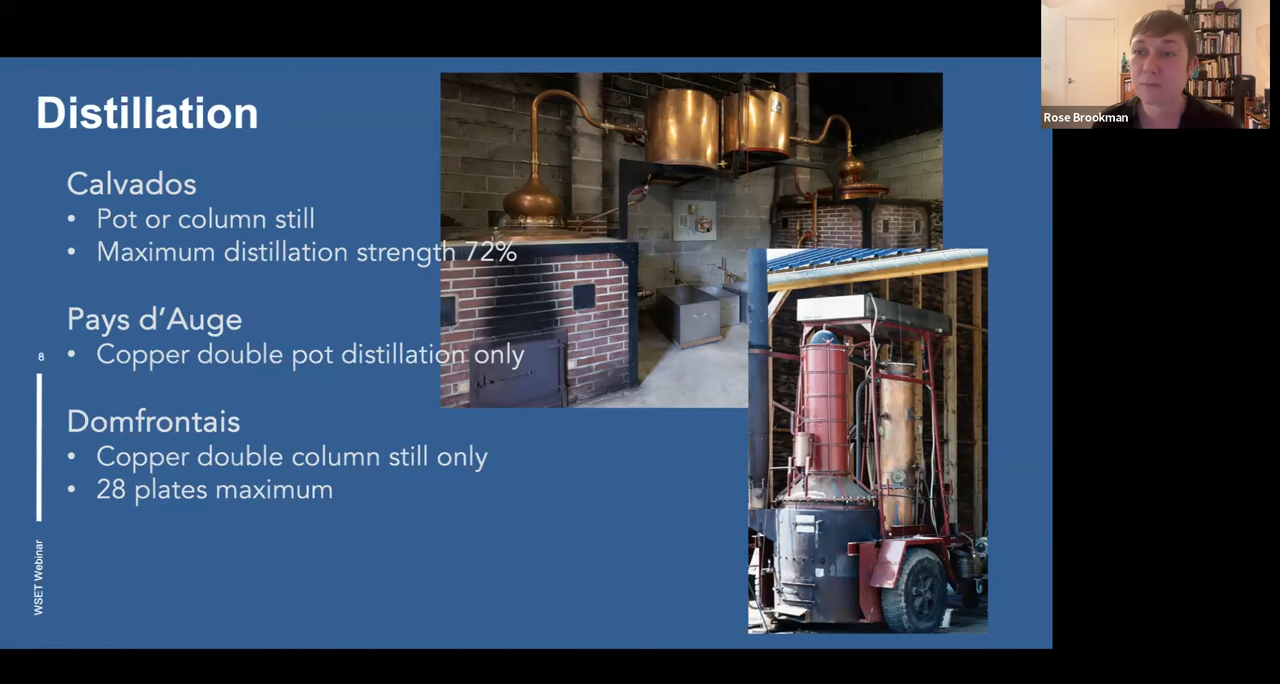 Distillation
Calvados
• Pot or column still
• Maximum distillation strength 72%
Pays d’Auge
• Copper double pot distillation only
Domfrontais
• Copper double column still only
• 28 plates maximum
8
WSET Webinar
Rose Brookman